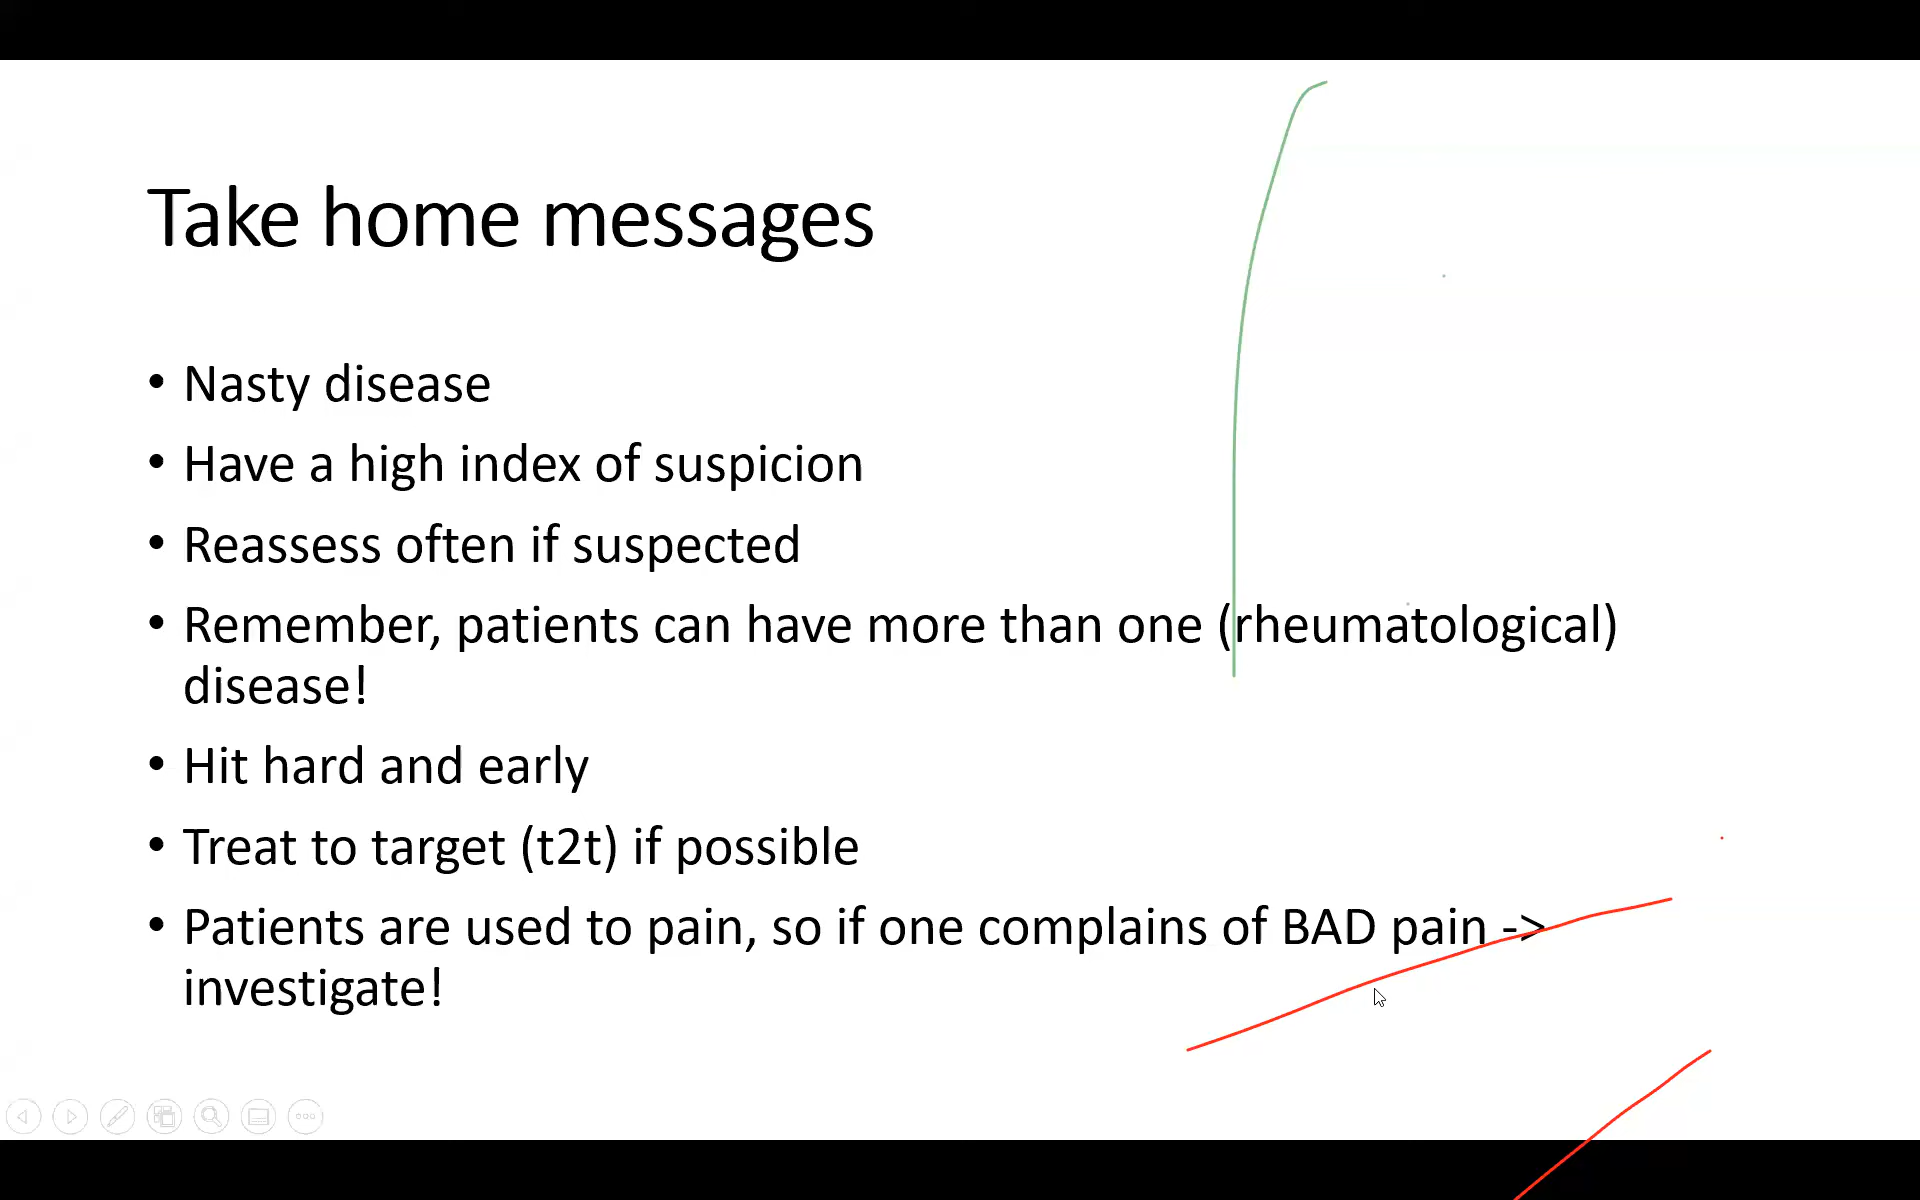 Take home messages
• Nasty disease
• Have a high index of suspicion
• Reassess often if suspected
• Remember, patients can have more than one (rheumatological)
disease!
• Hit hard and early
• Treat to target (t2t) if possible
• Patients are used to pain, so if one complains of BAD pain ->
investigate!